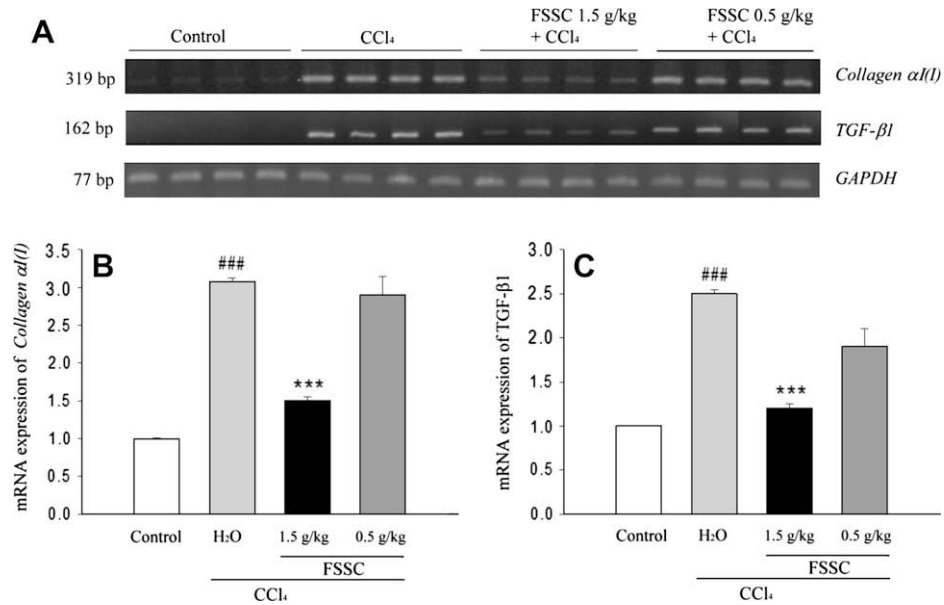 A
Control
CCl₄
FSSC 1.5 g/kg
+ CCl₄
FSSC 0.5 g/kg
+ CCl₄
319 bp
Collagen αI(I)
162 bp
TGF-β1
77 bp
GAPDH
B
mRNA expression of Collagen αI(I)
3.5
3.0
2.5
2.0
1.5
1.0
0.5
0.0
###
***
Control
H₂O
1.5 g/kg
0.5 g/kg
FSSC
CCl₄
C
mRNA expression of TGF-β1
3.0
2.5
2.0
1.5
1.0
0.5
0.0
###
***
Control
H₂O
1.5 g/kg
0.5 g/kg
FSSC
CCl₄